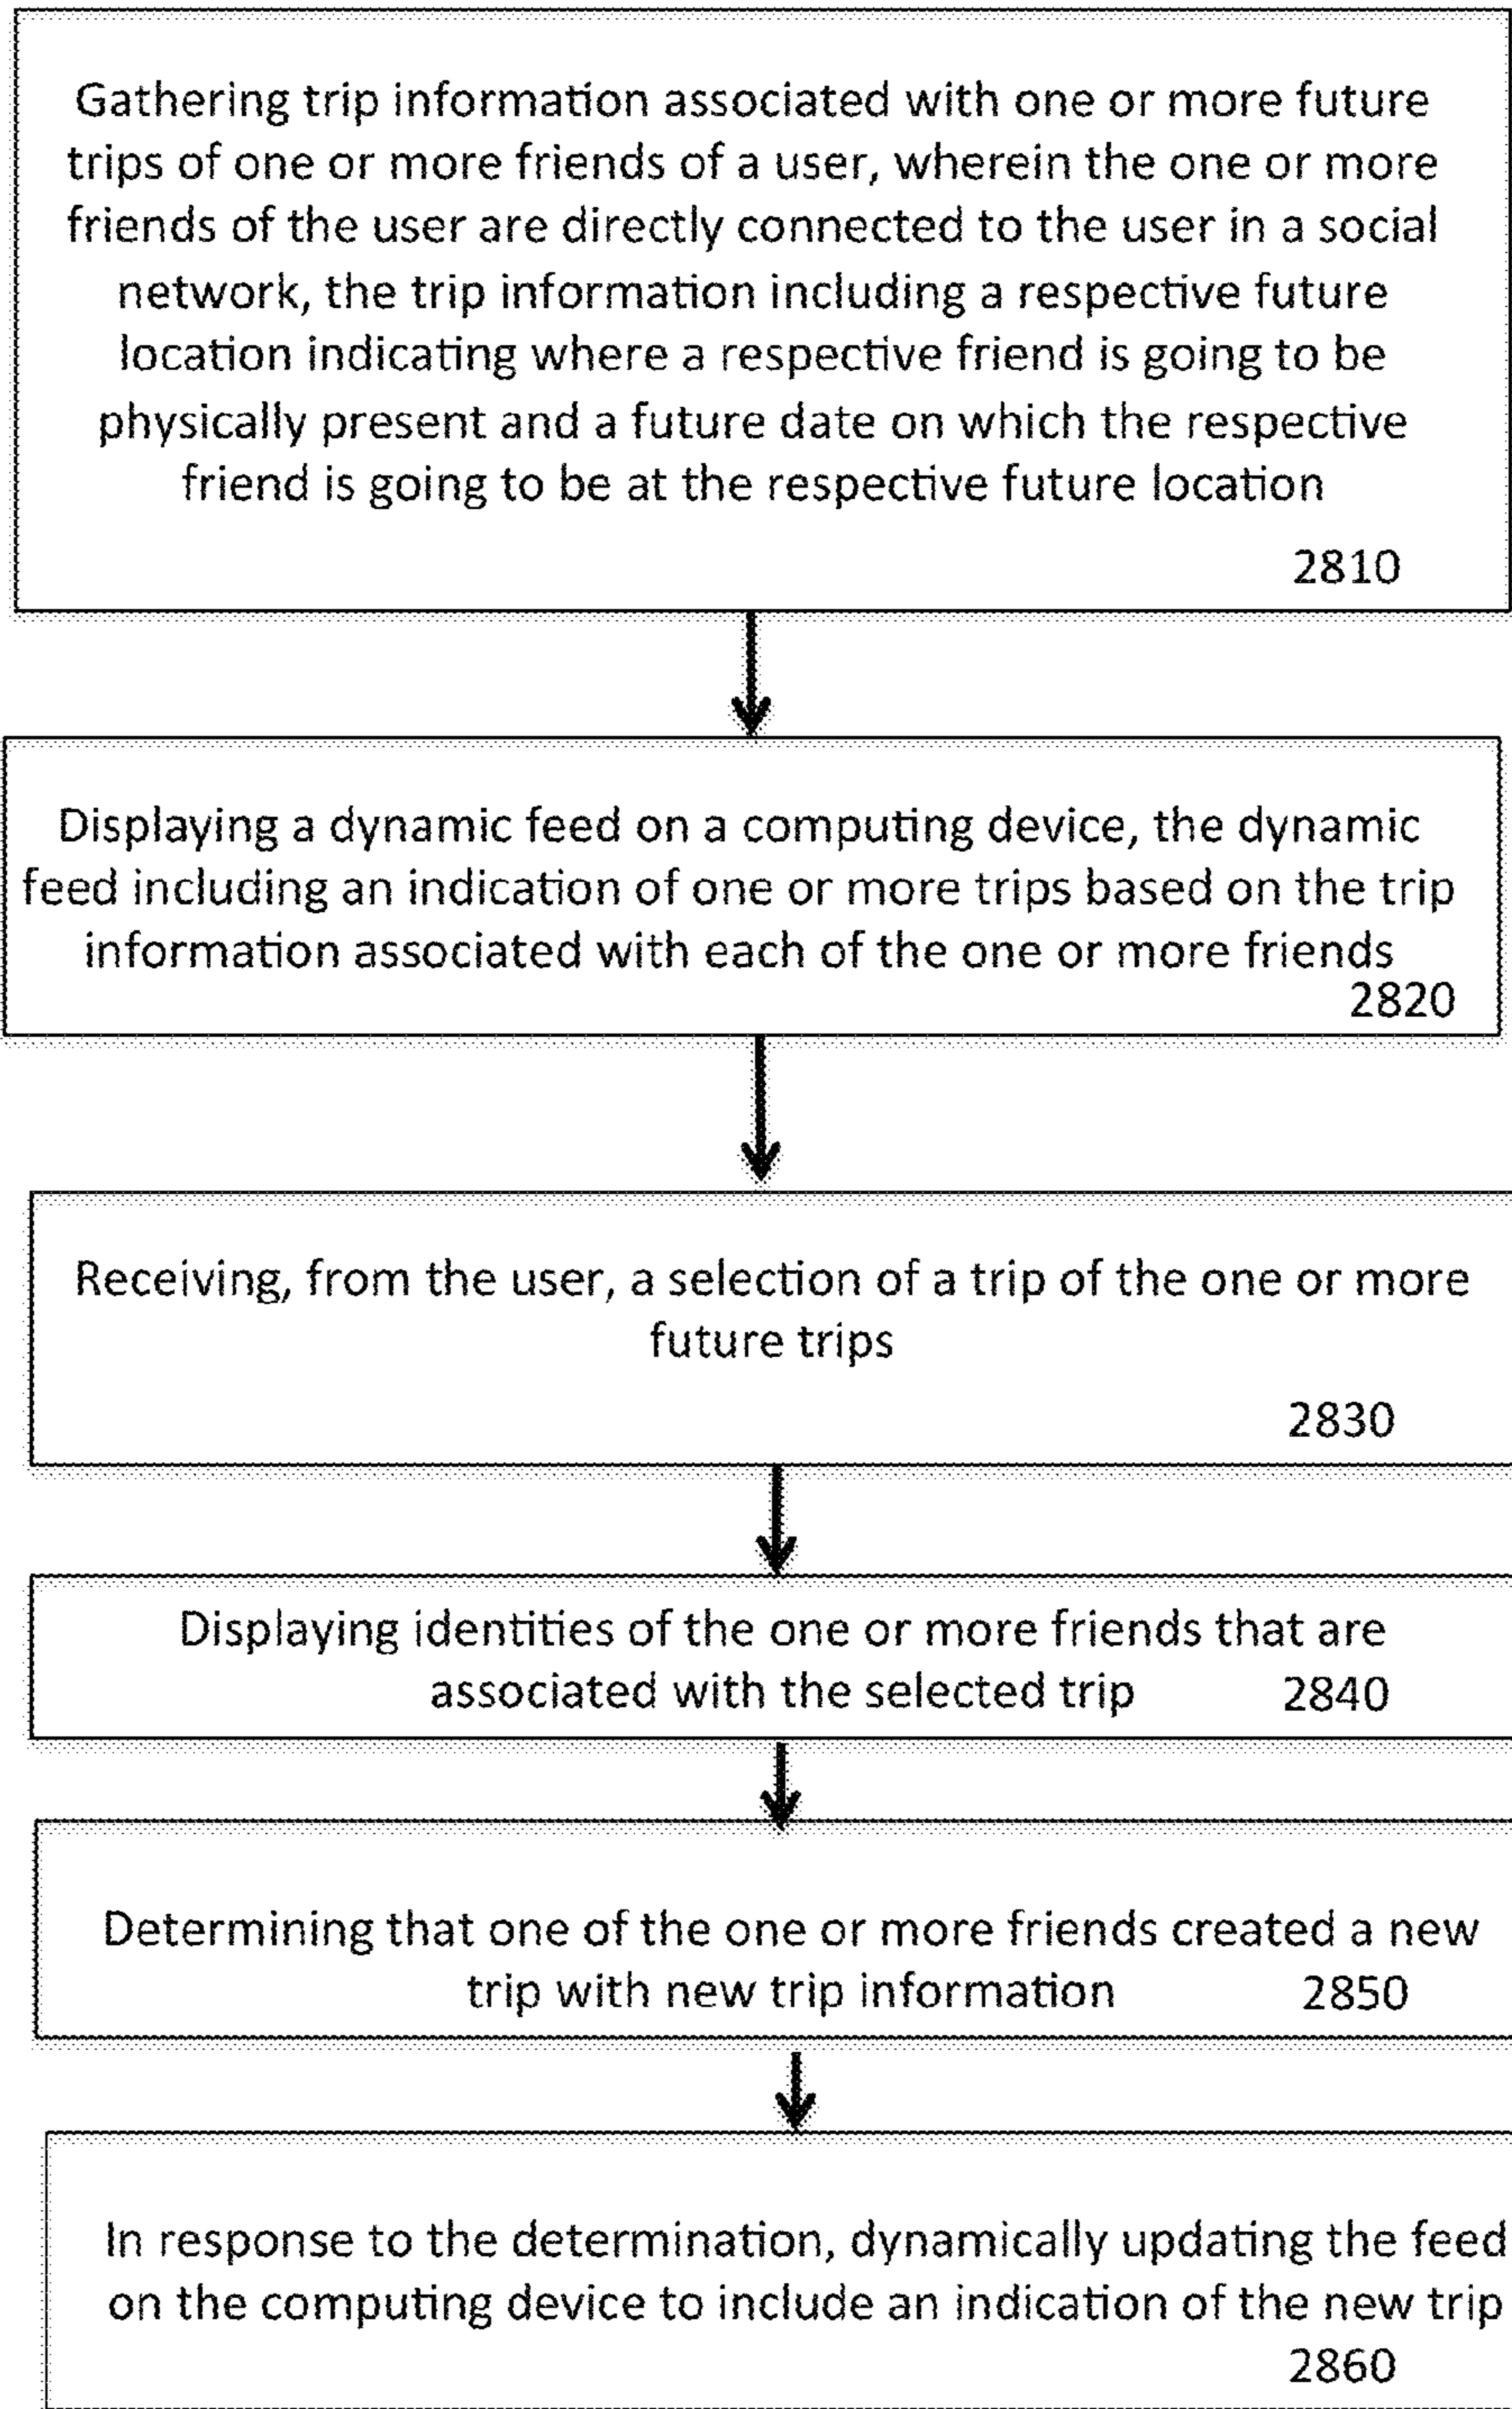 Gathering trip information associated with one or more future
trips of one or more friends of a user, wherein the one or more
friends of the user are directly connected to the user in a social
network, the trip information including a respective future
location indicating where a respective friend is going to be
physically present and a future date on which the respective
friend is going to be at the respective future location
2810
Displaying a dynamic feed on a computing device, the dynamic
feed including an indication of one or more trips based on the trip
information associated with each of the one or more friends
2820
Receiving, from the user, a selection of a trip of the one or more
future trips
2830
Displaying identities of the one or more friends that are
associated with the selected trip 2840
Determining that one of the one or more friends created a new
trip with new trip information 2850
In response to the determination, dynamically updating the feed
on the computing device to include an indication of the new trip
2860